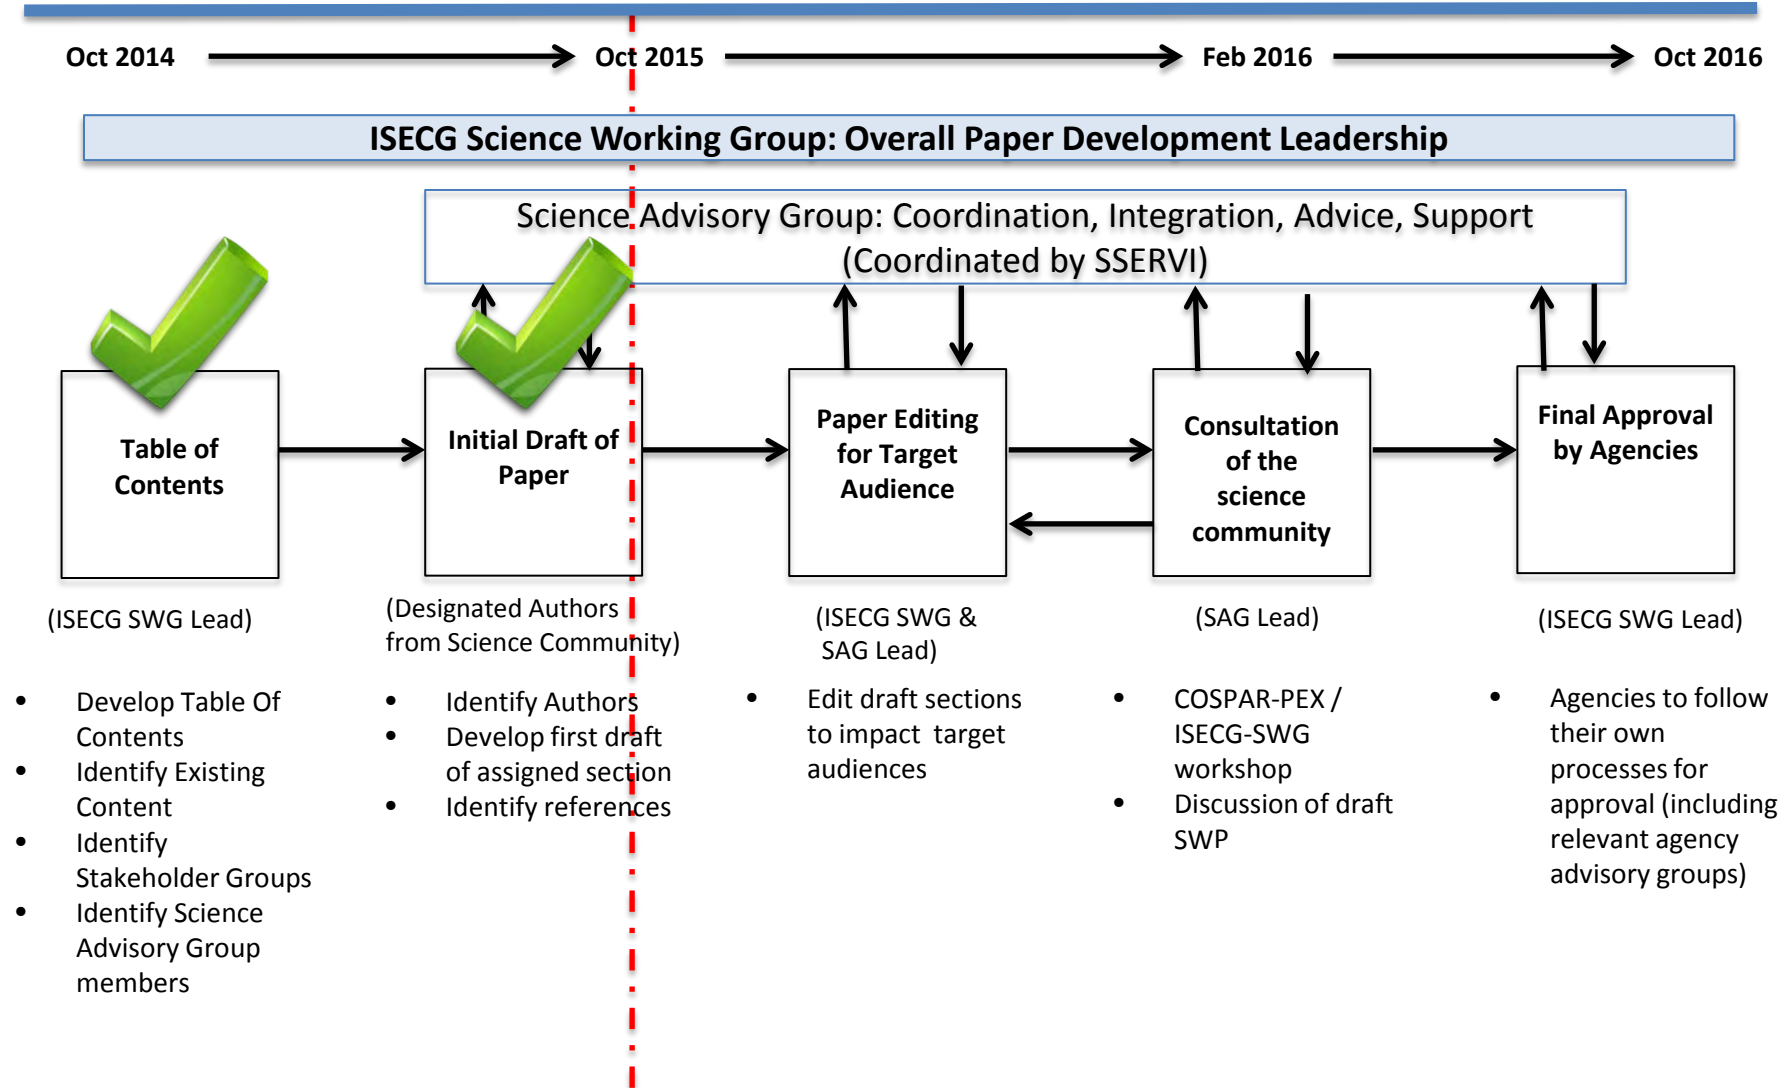 Oct 2014
Oct 2015
Feb 2016
Oct 2016
ISECG Science Working Group: Overall Paper Development Leadership
Science Advisory Group: Coordination, Integration, Advice, Support
(Coordinated by SSERVI)
Table of
Contents
Initial Draft of
Paper
Paper Editing
for Target
Audience
Consultation
of the
science
community
Final Approval
by Agencies
(ISECG SWG Lead)
(Designated Authors
from Science Community)
(ISECG SWG &
SAG Lead)
(SAG Lead)
(ISECG SWG Lead)
• Develop Table Of
Contents
• Identify Existing
Content
• Identify
Stakeholder Groups
• Identify Science
Advisory Group
members
• Identify Authors
• Develop first draft
of assigned section
• Identify references
• Edit draft sections
to impact target
audiences
• COSPAR-PEX /
ISECG-SWG
workshop
• Discussion of draft
SWP
• Agencies to follow
their own
processes for
approval (including
relevant agency
advisory groups)